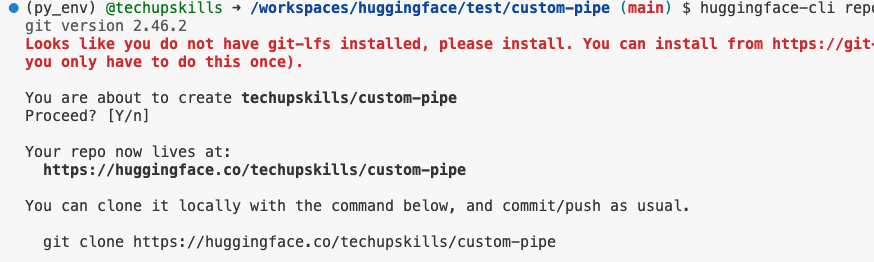 (py_env) @techupskills → /workspaces/huggingface/test/custom-pipe (main) $ huggingface-cli repo
git version 2.46.2
Looks like you do not have git-lfs installed, please install. You can install from https://git-
you only have to do this once).
You are about to create techupskills/custom-pipe
Proceed? [Y/n]
Your repo now lives at:
https://huggingface.co/techupskills/custom-pipe
You can clone it locally with the command below, and commit/push as usual.
git clone https://huggingface.co/techupskills/custom-pipe